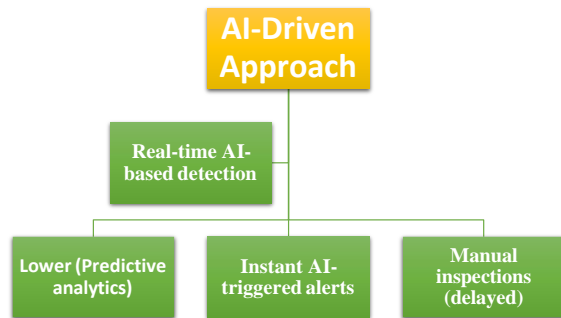 AI-Driven
Approach
Real-time AI-
based detection
Lower (Predictive
analytics)
Instant AI-
triggered alerts
Manual
inspections
(delayed)